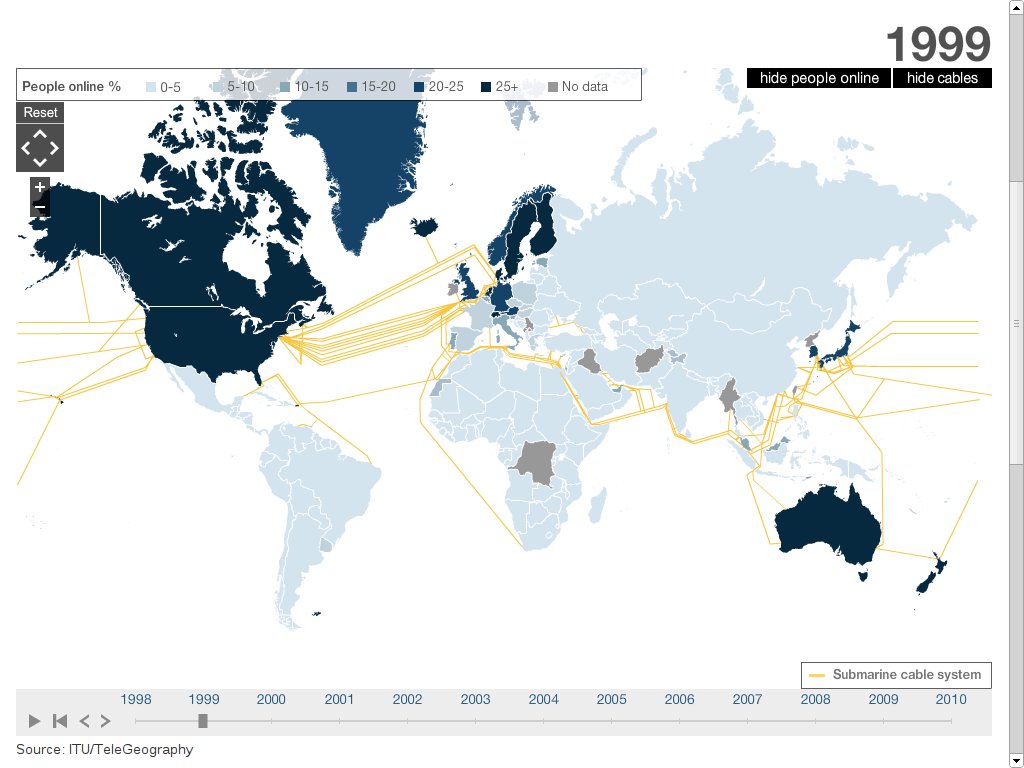 1999
hide people online
hide cables
People online %
0-5
5-10
10-15
15-20
20-25
25+
No data
Reset
Submarine cable system
1998
1999
2000
2001
2002
2003
2004
2005
2006
2007
2008
2009
2010
Source: ITU/TeleGeography